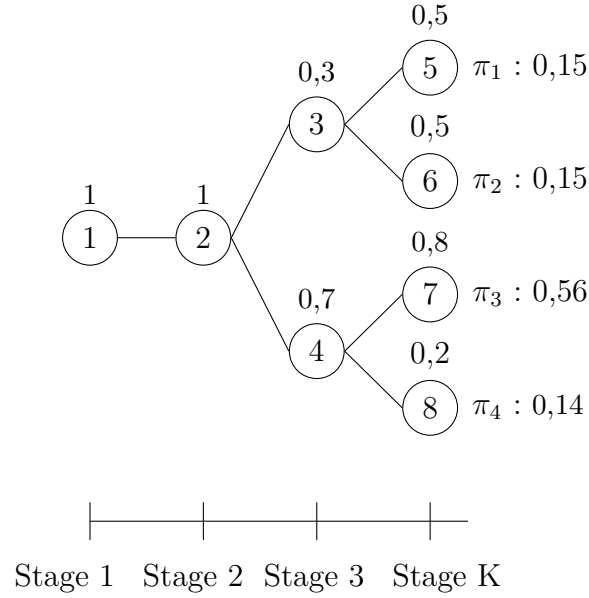 0,5
5 π₁ : 0,15
0,3
3
0,5
6 π₂ : 0,15
1 1
1 2
0,8
7 π₃ : 0,56
0,7
4
0,2
8 π₄ : 0,14
Stage 1 Stage 2 Stage 3 Stage K